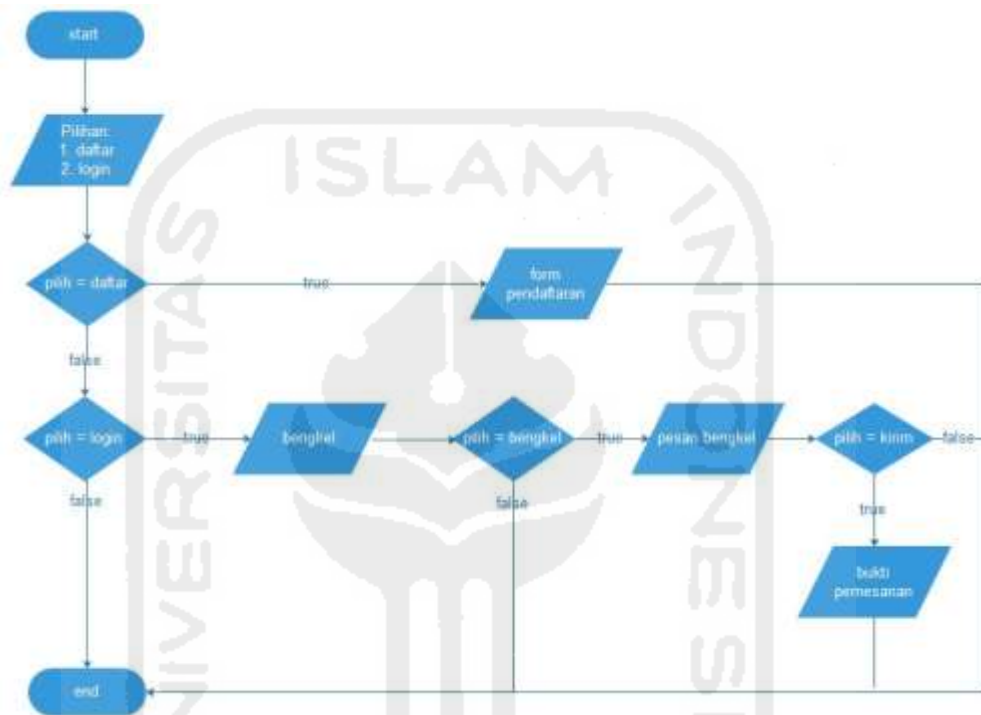 start
Pilihan:
1. daftar
2. login
pilih = daftar
true
form
pendaftaran
false
pilih = login
true
bengkel
pilih = bengkel
true
pesan bengkel
pilih = kirim
false
false
false
true
bukti
pemesanan
end
ISLAM
UNIVERSITAS
INDONESI